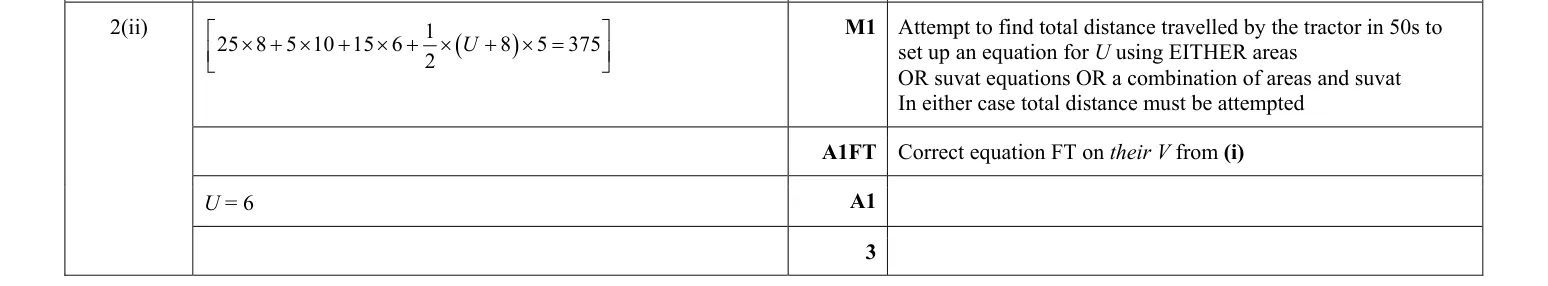 2(ii)
[25×8+5×10+15×6+1/2×(U+8)×5=375]
M1
Attempt to find total distance travelled by the tractor in 50s to
set up an equation for U using EITHER areas
OR suvat equations OR a combination of areas and suvat
In either case total distance must be attempted
A1FT
Correct equation FT on their V from (i)
U = 6
A1
3